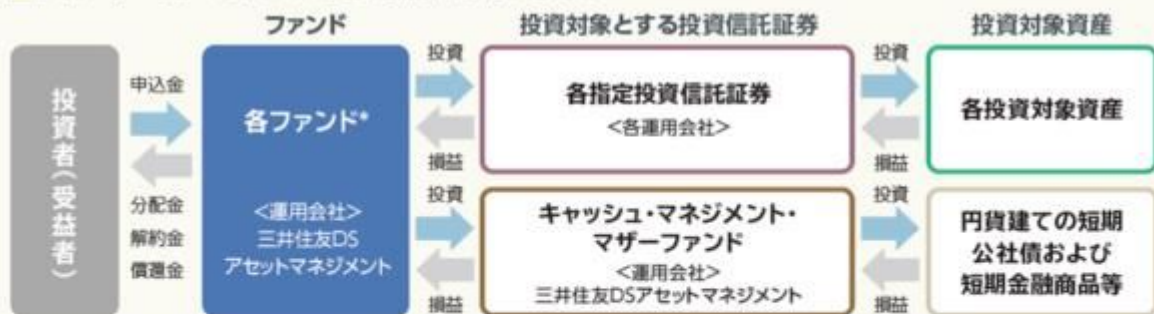 ファンド
投資対象とする投資信託証券
投資対象資産
投資者(受益者)
申込金
分配金
解約金
償還金
各ファンド*
<運用会社>
三井住友DS
アセットマネジメント
投資
損益
各指定投資信託証券
<各運用会社>
投資
損益
各投資対象資産
投資
損益
キャッシュ・マネジメント・
マザーファンド
<運用会社>
三井住友DSアセットマネジメント
投資
損益
円貨建ての短期
公社債および
短期金融商品等